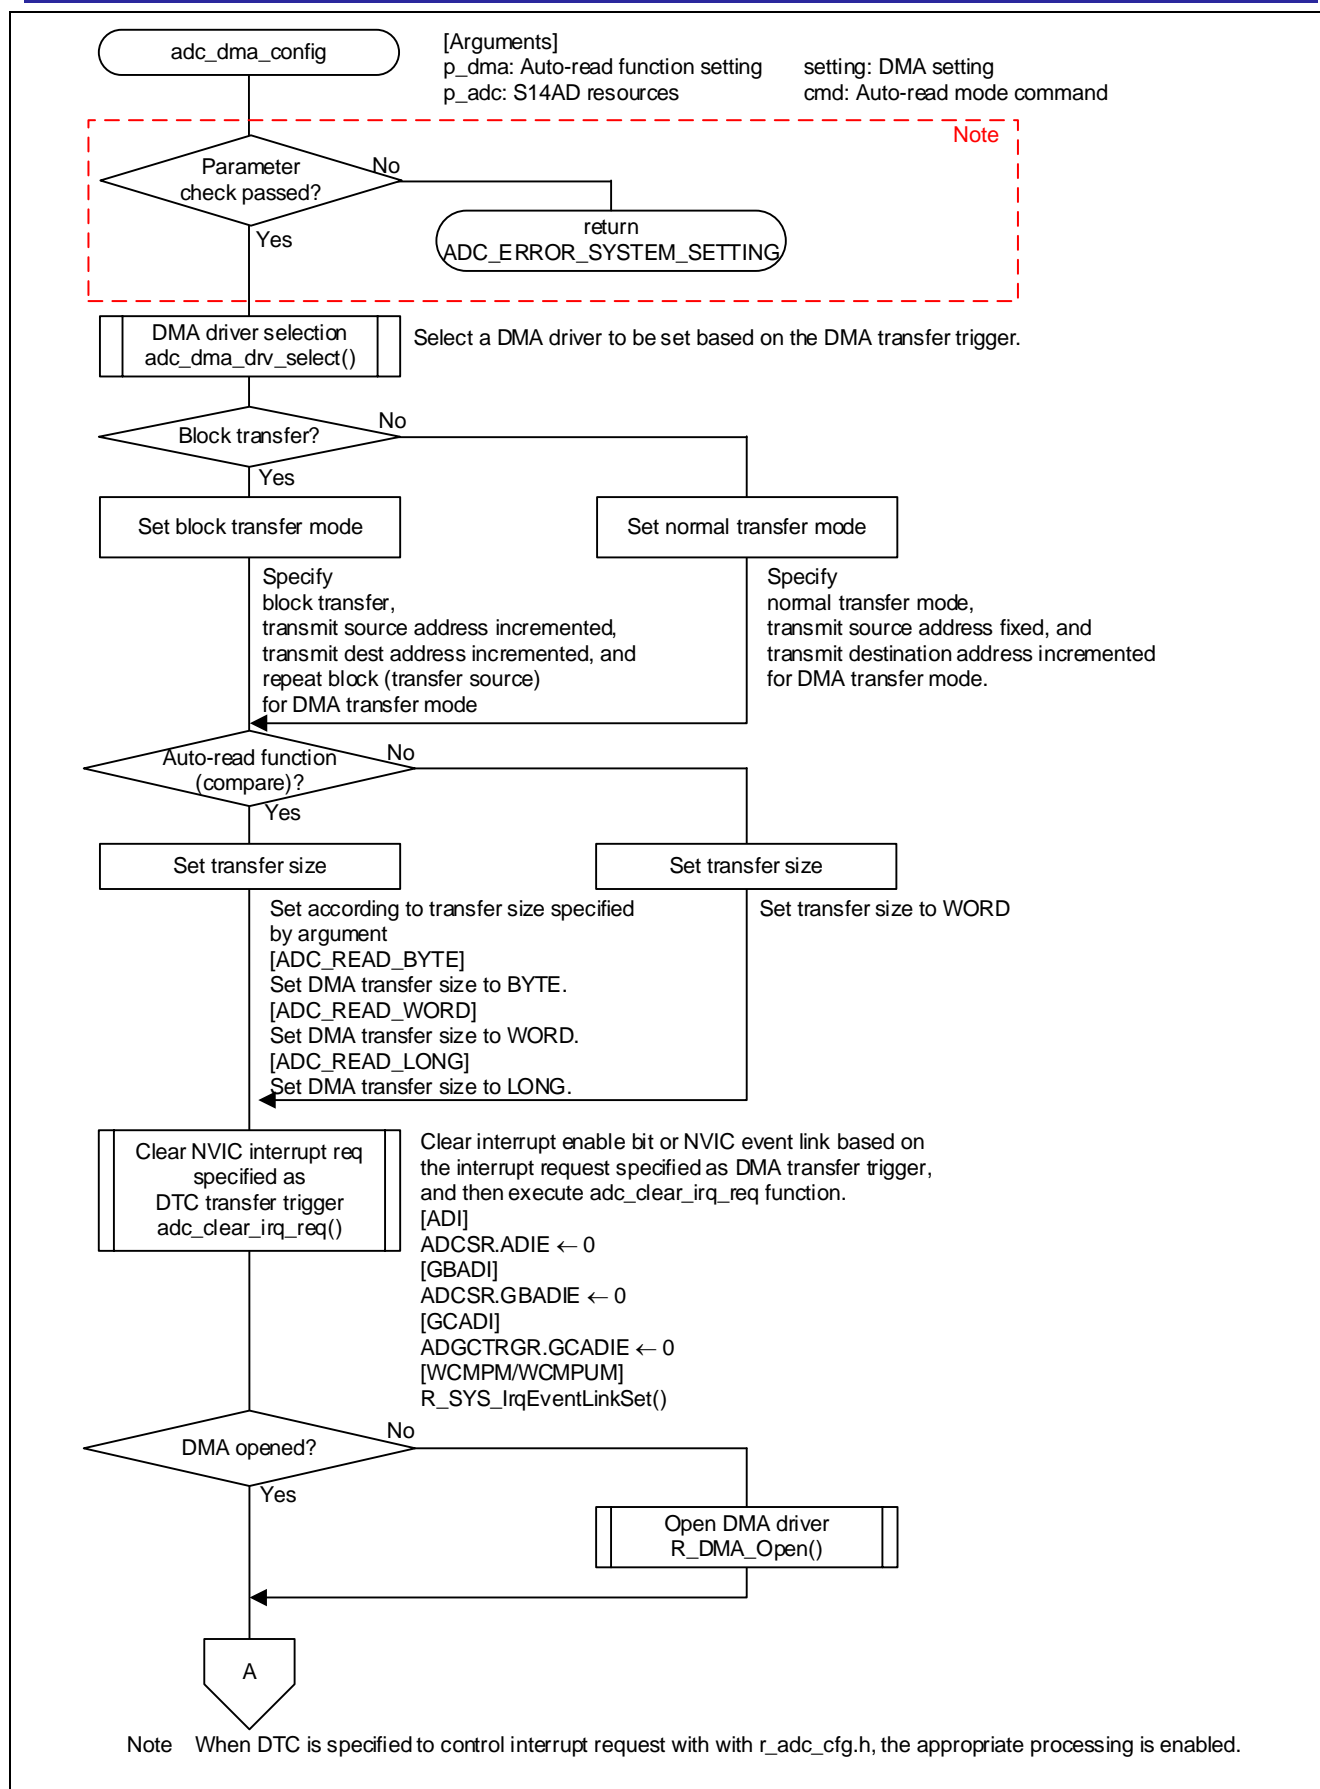 adc_dma_config
[Arguments]
p_dma: Auto-read function setting setting: DMA setting
p_adc: S14AD resources cmd: Auto-read mode command
Note
Parameter
check passed?
No
Yes
return
ADC_ERROR_SYSTEM_SETTING
DMA driver selection
adc_dma_drv_select()
Select a DMA driver to be set based on the DMA transfer trigger.
Block transfer?
No
Yes
Set block transfer mode
Set normal transfer mode
Specify
block transfer,
transmit source address incremented,
transmit dest address incremented, and
repeat block (transfer source)
for DMA transfer mode
Specify
normal transfer mode,
transmit source address fixed, and
transmit destination address incremented
for DMA transfer mode.
Auto-read function
(compare)?
No
Yes
Set transfer size
Set transfer size
Set according to transfer size specified
by argument
[ADC_READ_BYTE]
Set DMA transfer size to BYTE.
[ADC_READ_WORD]
Set DMA transfer size to WORD.
[ADC_READ_LONG]
Set DMA transfer size to LONG.
Set transfer size to WORD
Clear NVIC interrupt req
specified as
DTC transfer trigger
adc_clear_irq_req()
Clear interrupt enable bit or NVIC event link based on
the interrupt request specified as DMA transfer trigger,
and then execute adc_clear_irq_req function.
[ADI]
ADCSR.ADIE ← 0
[GBADI]
ADCSR.GBADIE ← 0
[GCADI]
ADGCTRGR.GCADIE ← 0
[WCMPM/WCMPUM]
R_SYS_IrqEventLinkSet()
DMA opened?
No
Yes
Open DMA driver
R_DMA_Open()
A
Note When DTC is specified to control interrupt request with with r_adc_cfg.h, the appropriate processing is enabled.